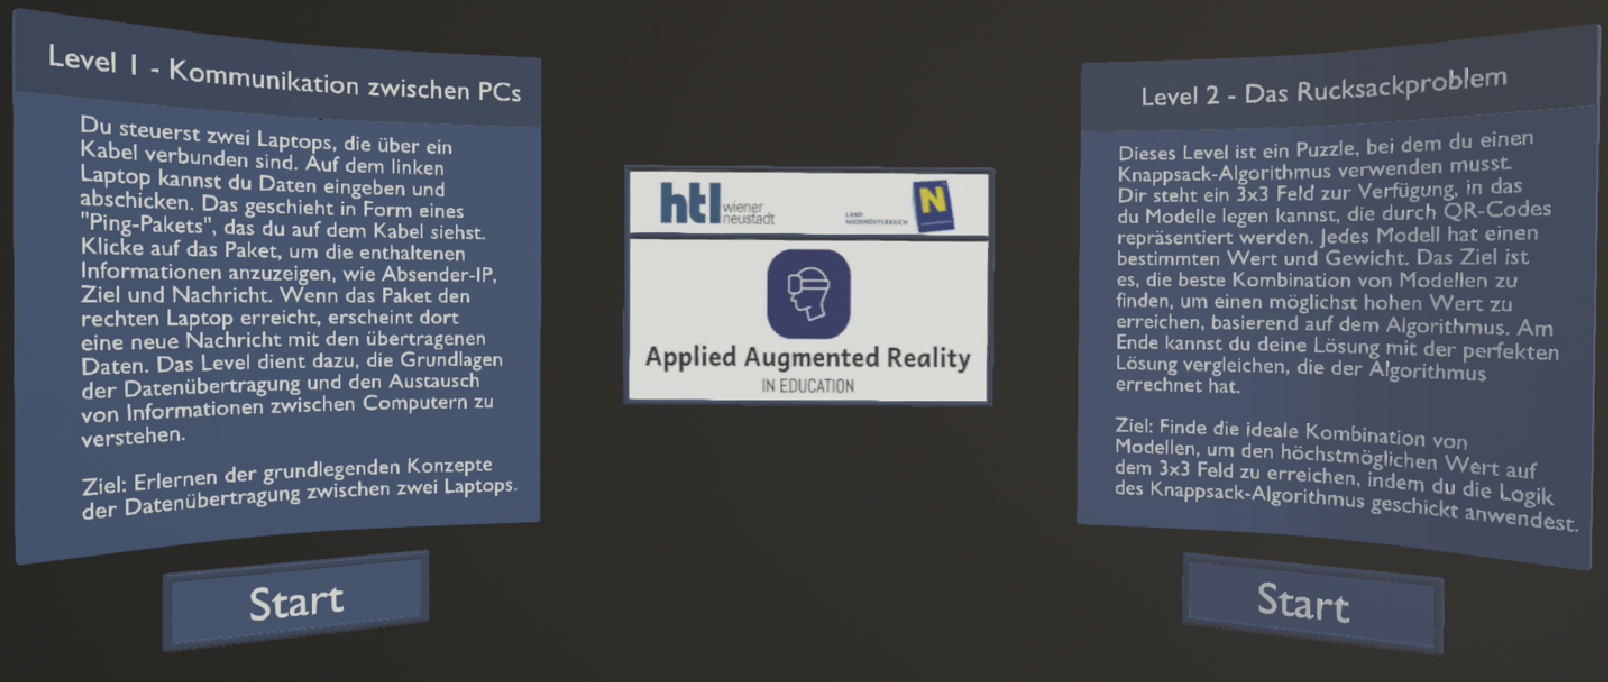 Level 1 - Kommunikation zwischen PCs
Du steuerst zwei Laptops, die über ein
Kabel verbunden sind. Auf dem linken
Laptop kannst du Daten eingeben und
abschicken. Das geschieht in Form eines
"Ping-Pakets", das du auf dem Kabel siehst.
Klicke auf das Paket, um die enthaltenen
Informationen anzuzeigen, wie Absender-IP,
Ziel und Nachricht. Wenn das Paket den
rechten Laptop erreicht, erscheint dort
eine neue Nachricht mit den übertragenen
Daten. Das Level dient dazu, die Grundlagen
der Datenübertragung und den Austausch
von Informationen zwischen Computern zu
verstehen.
Ziel: Erlernen der grundlegenden Konzepte
der Datenübertragung zwischen zwei Laptops.
Start
htl wiener
neustadt
LAND
NIEDERÖSTERREICH
N
Applied Augmented Reality
IN EDUCATION
Level 2 - Das Rucksackproblem
Dieses Level ist ein Puzzle, bei dem du einen
Knappsack-Algorithmus verwenden musst.
Dir steht ein 3x3 Feld zur Verfügung, in das
du Modelle legen kannst, die durch QR-Codes
repräsentiert werden. Jedes Modell hat einen
bestimmten Wert und Gewicht. Das Ziel ist
es, die beste Kombination von Modellen zu
finden, um einen möglichst hohen Wert zu
erreichen, basierend auf dem Algorithmus. Am
Ende kannst du deine Lösung mit der perfekten
Lösung vergleichen, die der Algorithmus
errechnet hat.
Ziel: Finde die ideale Kombination von
Modellen, um den höchstmöglichen Wert auf
dem 3x3 Feld zu erreichen, indem du die Logik
des Knappsack-Algorithmus geschickt anwendest.
Start